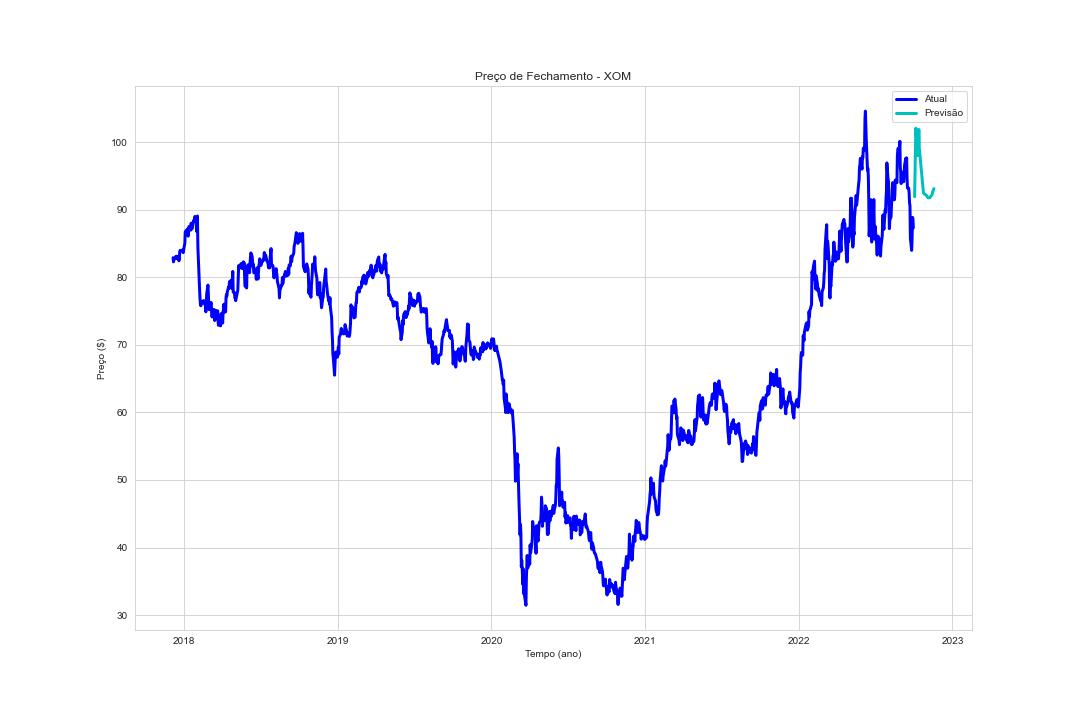 Preço de Fechamento - XOM
Atual
Previsão
100
90
80
70
60
50
40
30
Preço ($)
2018 2019 2020 2021 2022 2023
Tempo (ano)